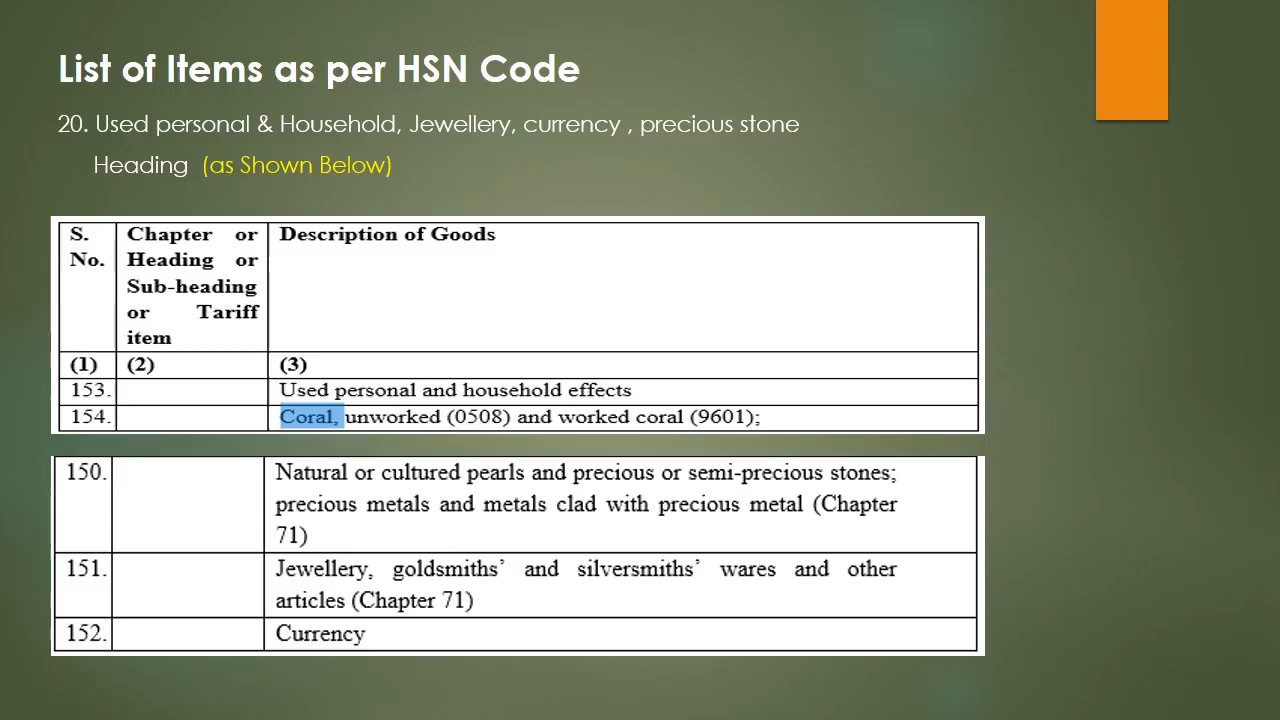 List of Items as per HSN Code
20. Used personal & Household, Jewellery, currency , precious stone
Heading (as Shown Below)
S. No. Chapter or Heading or Sub-heading or Tariff item Description of Goods
(1) (2) (3)
153. Used personal and household effects
154. Coral, unworked (0508) and worked coral (9601);
150. Natural or cultured pearls and precious or semi-precious stones;
precious metals and metals clad with precious metal (Chapter
71)
151. Jewellery, goldsmiths’ and silversmiths’ wares and other
articles (Chapter 71)
152. Currency